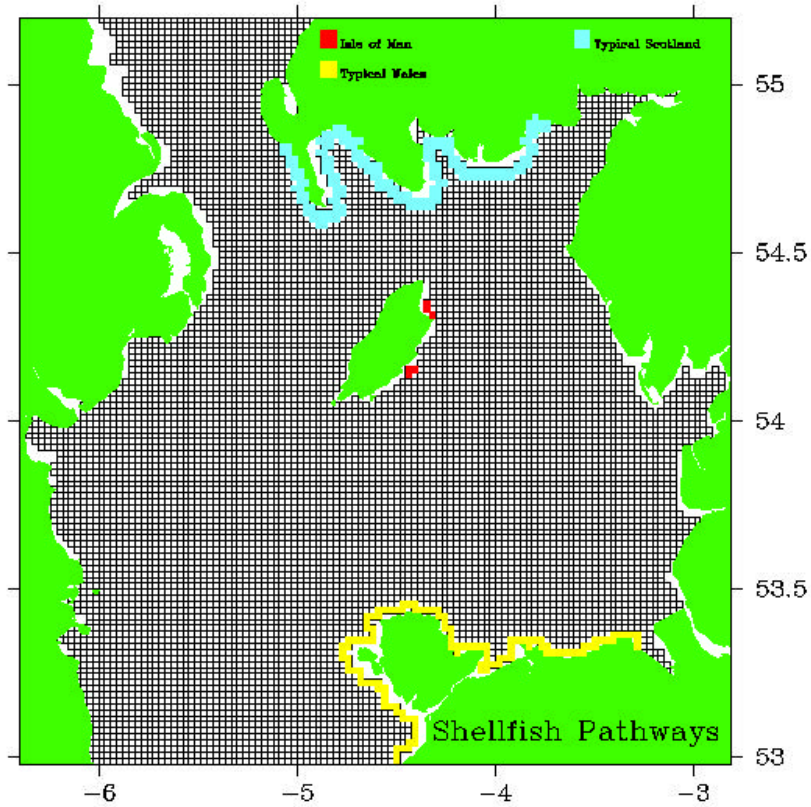 Isle of Man
Typical Scotland
Typical Wales
55
54.5
54
53.5
Shellfish Pathways
53
-6
-5
-4
-3